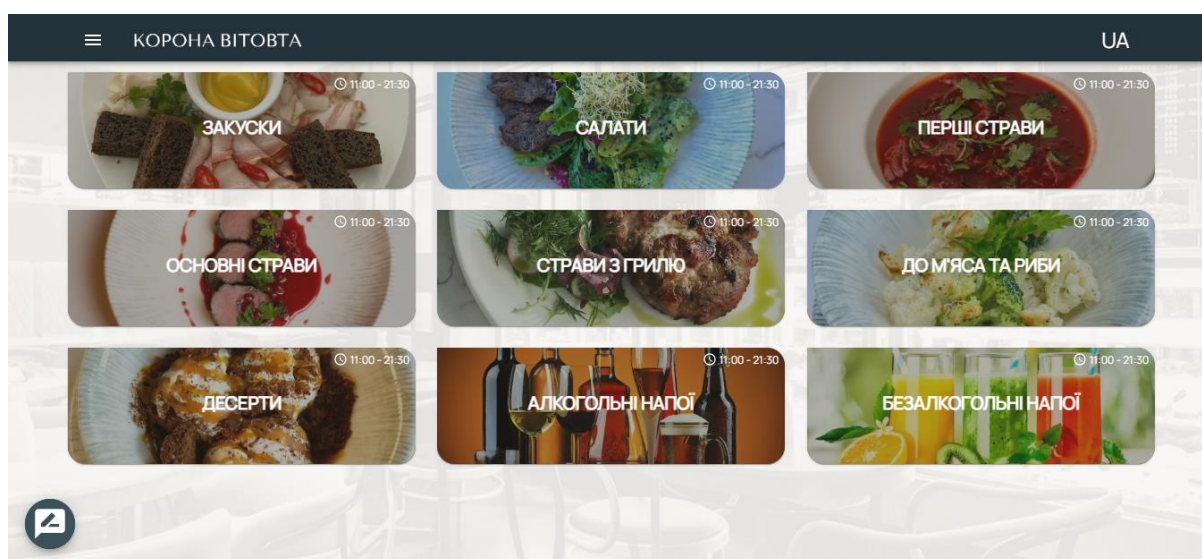 КОРОНА ВІТОВТА
UA
11:00 - 21:30
ЗАКУСКИ
11:00 - 21:30
САЛАТИ
11:00 - 21:30
ПЕРШІ СТРАВИ
11:00 - 21:30
ОСНОВНІ СТРАВИ
11:00 - 21:30
СТРАВИ З ГРИЛЮ
11:00 - 21:30
ДО М'ЯСА ТА РИБИ
11:00 - 21:30
ДЕСЕРТИ
11:00 - 21:30
АЛКОГОЛЬНІ НАПОЇ
11:00 - 21:30
БЕЗАЛКОГОЛЬНІ НАПОЇ